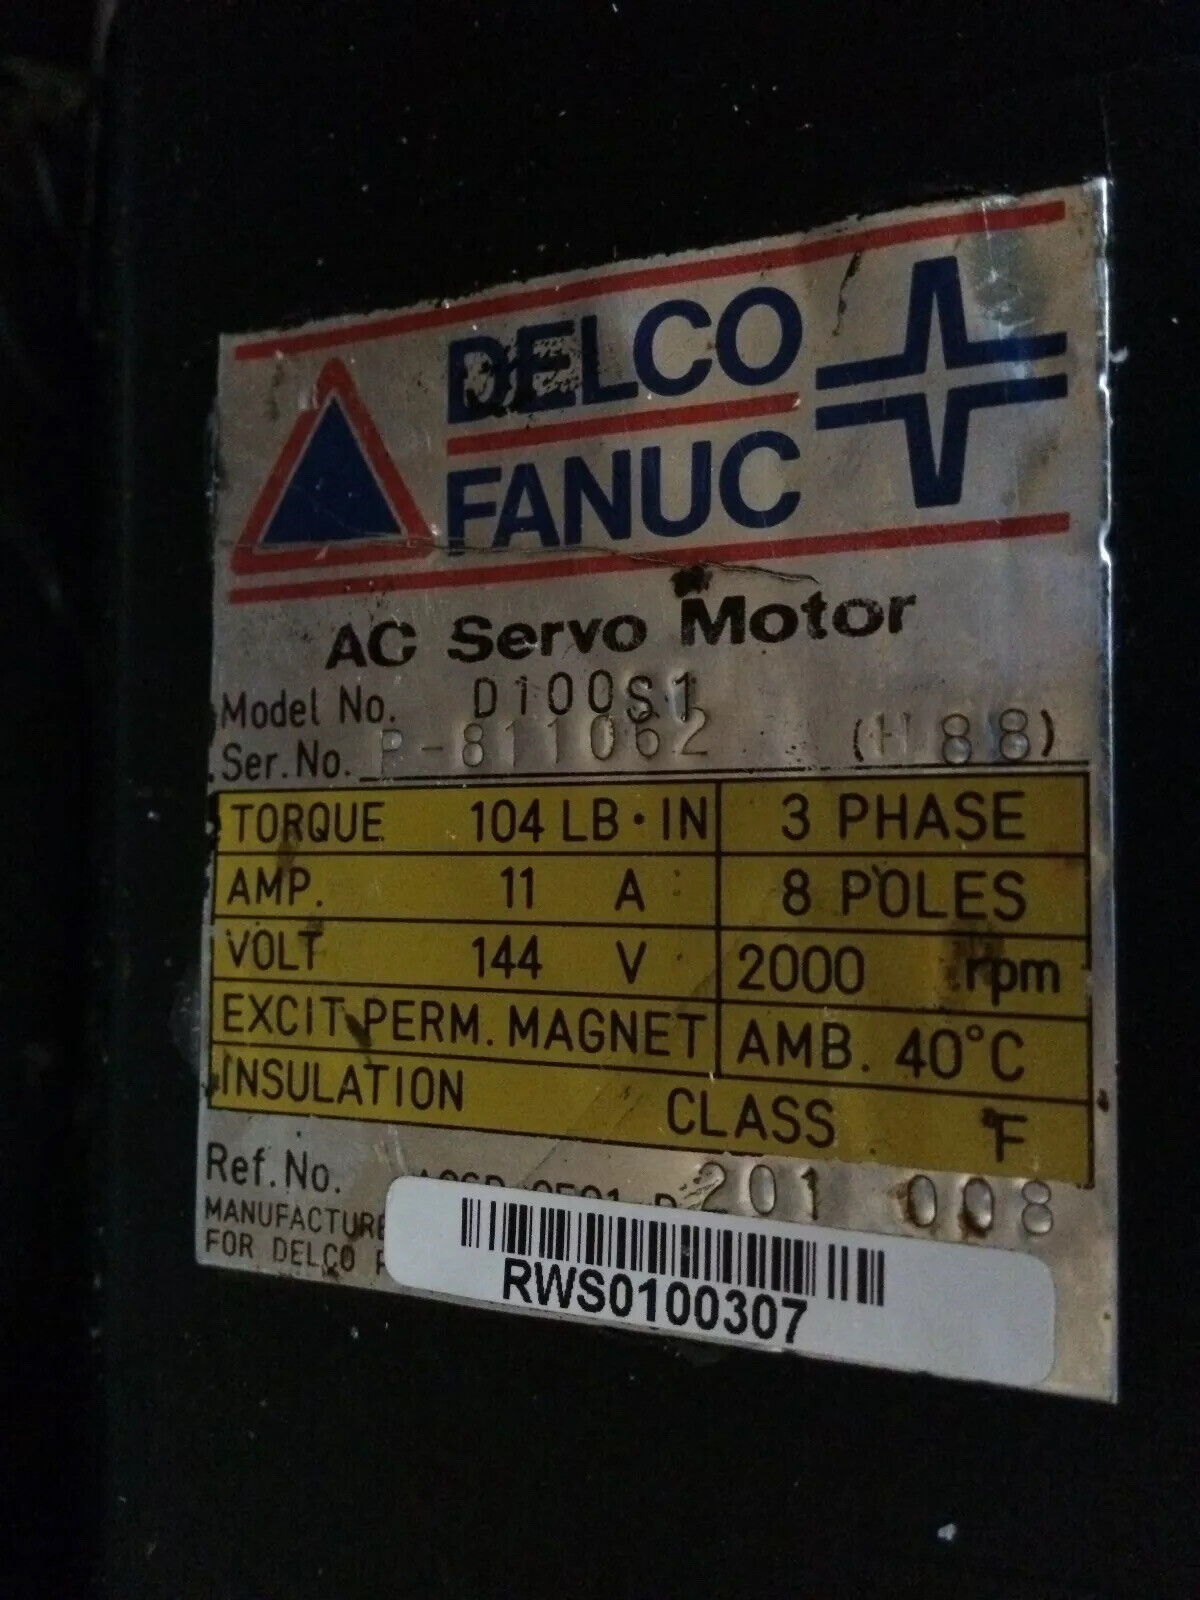 DELCO
FANUC
AC Servo Motor
Model No. D100S1
Ser.No. P-811062 (H 88)
TORQUE 104 LB·IN 3 PHASE
AMP. 11 A 8 POLES
VOLT 144 V 2000 rpm
EXCIT PERM. MAGNET AMB. 40°C
INSULATION CLASS F
Ref.No. 201 008
FOR DELCO
RWS0100307